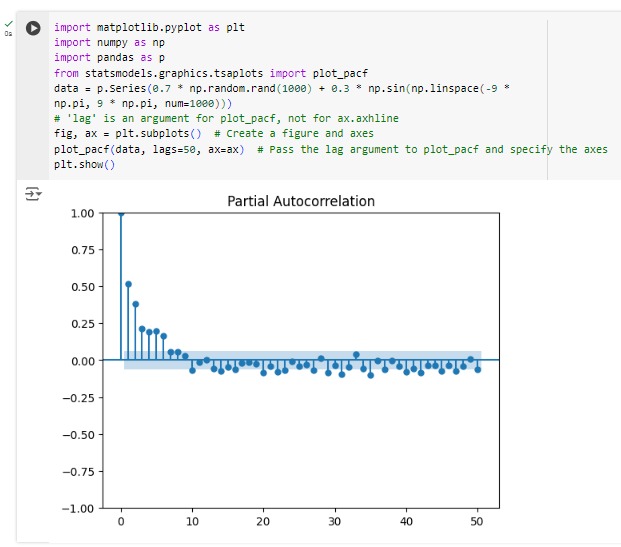 0s
import matplotlib.pyplot as plt
import numpy as np
import pandas as p
from statsmodels.graphics.tsaplots import plot_pacf
data = p.Series(0.7 * np.random.rand(1000) + 0.3 * np.sin(np.linspace(-9 *
np.pi, 9 * np.pi, num=1000)))
# 'lag' is an argument for plot_pacf, not for ax.axhline
fig, ax = plt.subplots()  # Create a figure and axes
plot_pacf(data, lags=50, ax=ax)  # Pass the lag argument to plot_pacf and specify the axes
plt.show()
Partial Autocorrelation
1.00
0.75
0.50
0.25
0.00
−0.25
−0.50
−0.75
−1.00
0 10 20 30 40 50